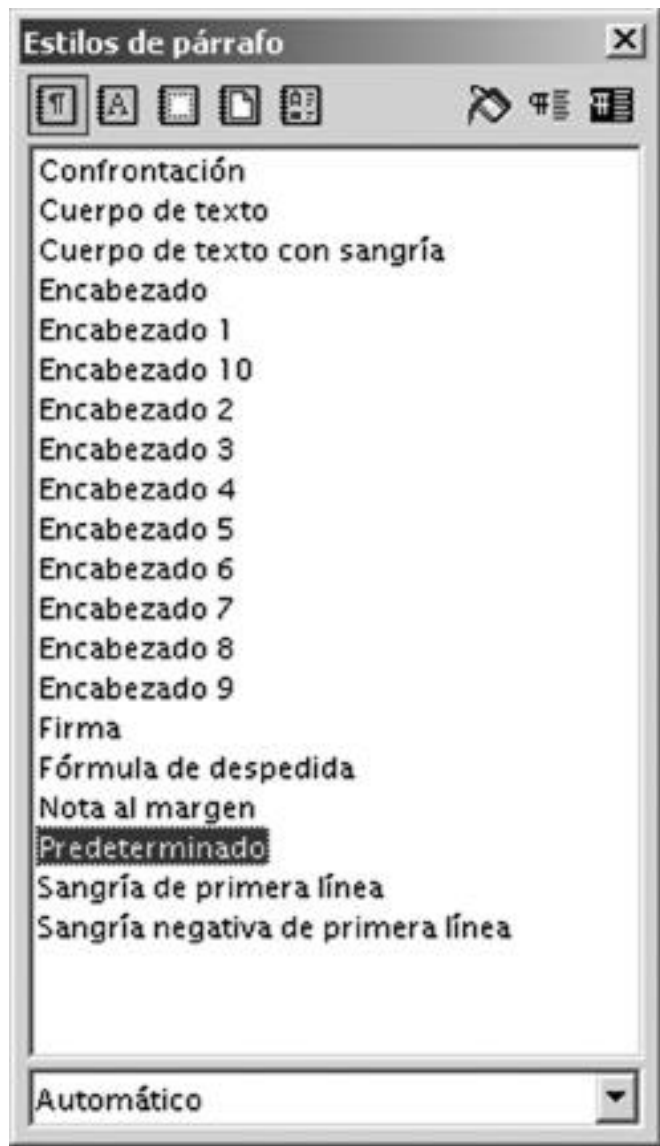 Estilos de párrafo
Confrontación
Cuerpo de texto
Cuerpo de texto con sangría
Encabezado
Encabezado 1
Encabezado 10
Encabezado 2
Encabezado 3
Encabezado 4
Encabezado 5
Encabezado 6
Encabezado 7
Encabezado 8
Encabezado 9
Firma
Fórmula de despedida
Nota al margen
Predeterminado
Sangría de primera línea
Sangría negativa de primera línea
Automático